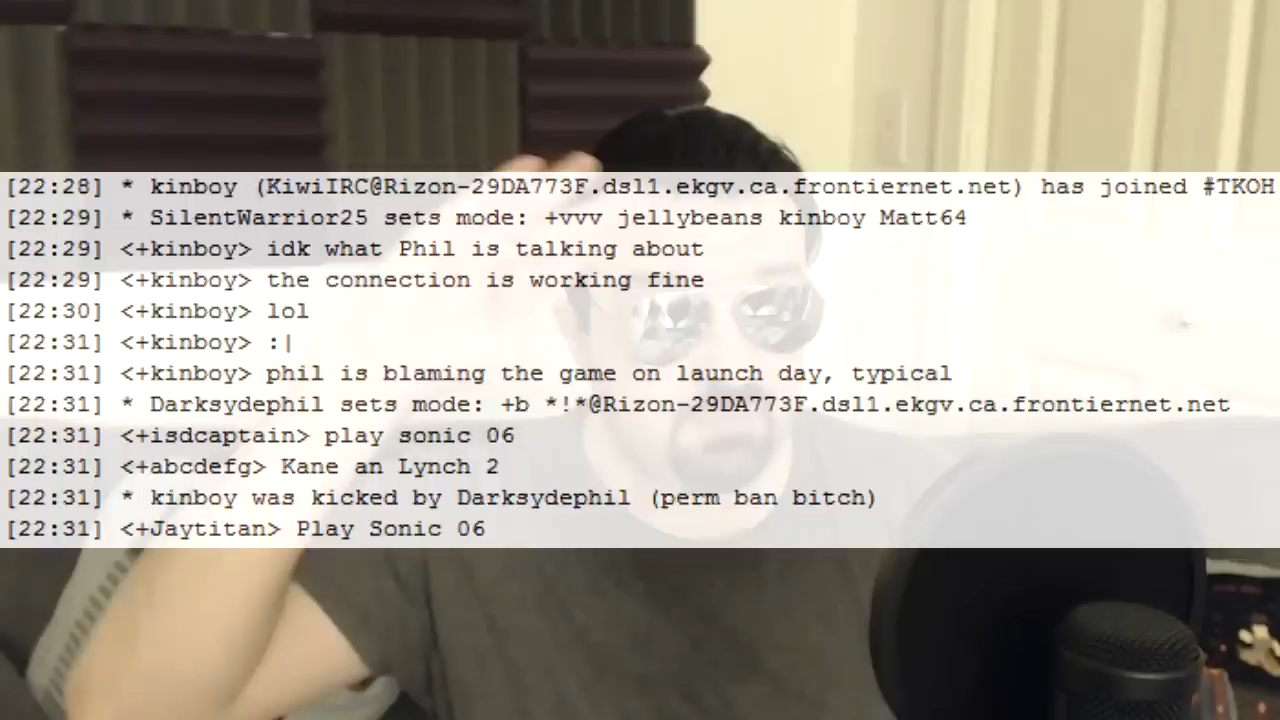 [22:28] * kinboy (KiwiIRC@Rizon-29DA773F.dsl1.ekgv.ca.frontiernet.net) has joined #TKOH
[22:29] * SilentWarrior25 sets mode: +vvv jellybeans kinboy Matt64
[22:29] <+kinboy> idk what Phil is talking about
[22:29] <+kinboy> the connection is working fine
[22:30] <+kinboy> lol
[22:31] <+kinboy> :|
[22:31] <+kinboy> phil is blaming the game on launch day, typical
[22:31] * Darksydephil sets mode: +b *!*@Rizon-29DA773F.dsl1.ekgv.ca.frontiernet.net
[22:31] <+isdcaptain> play sonic 06
[22:31] <+abcdefg> Kane an Lynch 2
[22:31] * kinboy was kicked by Darksydephil (perm ban bitch)
[22:31] <+Jaytitan> Play Sonic 06